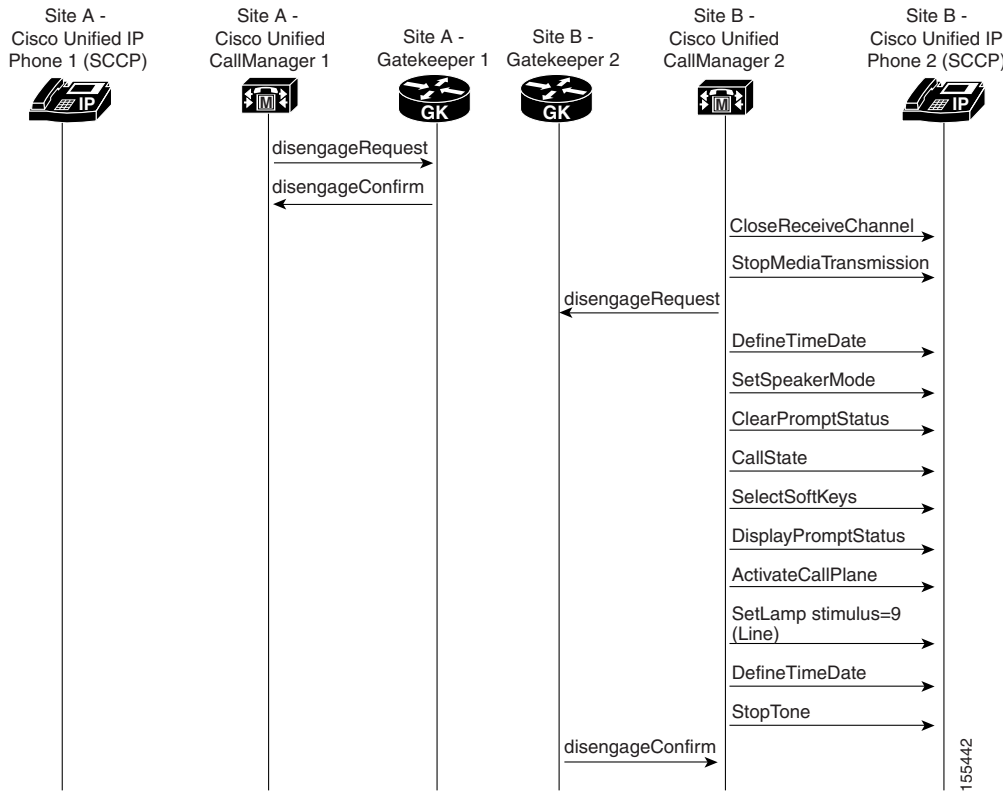 Site A -
Cisco Unified IP
Phone 1 (SCCP)
Site A -
Cisco Unified
CallManager 1
Site A -
Gatekeeper 1
Site B -
Gatekeeper 2
Site B -
Cisco Unified
CallManager 2
Site B -
Cisco Unified IP
Phone 2 (SCCP)
IP
M
GK
GK
M
IP
disengageRequest
disengageConfirm
CloseReceiveChannel
StopMediaTransmission
disengageRequest
DefineTimeDate
SetSpeakerMode
ClearPromptStatus
CallState
SelectSoftKeys
DisplayPromptStatus
ActivateCallPlane
SetLamp stimulus=9
(Line)
DefineTimeDate
StopTone
disengageConfirm
155442